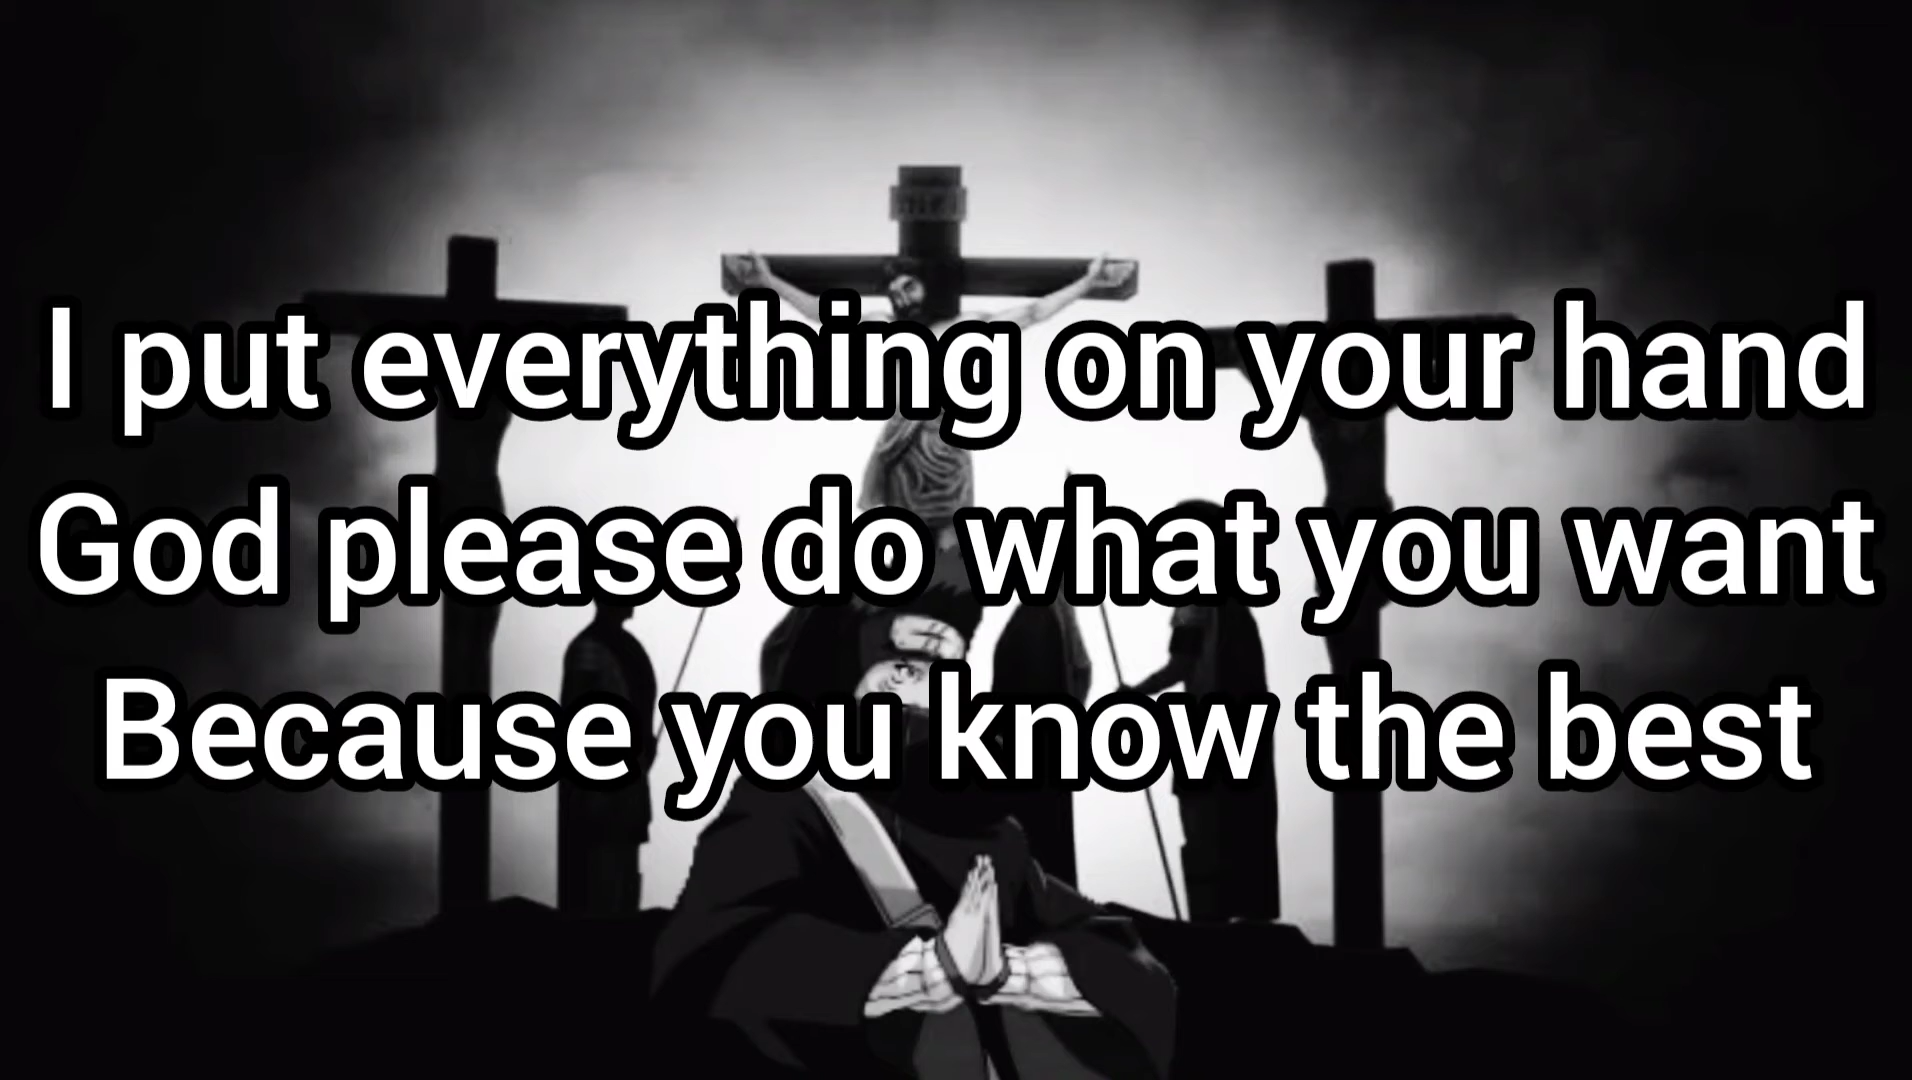 I put everything on your hand
God please do what you want
Because you know the best